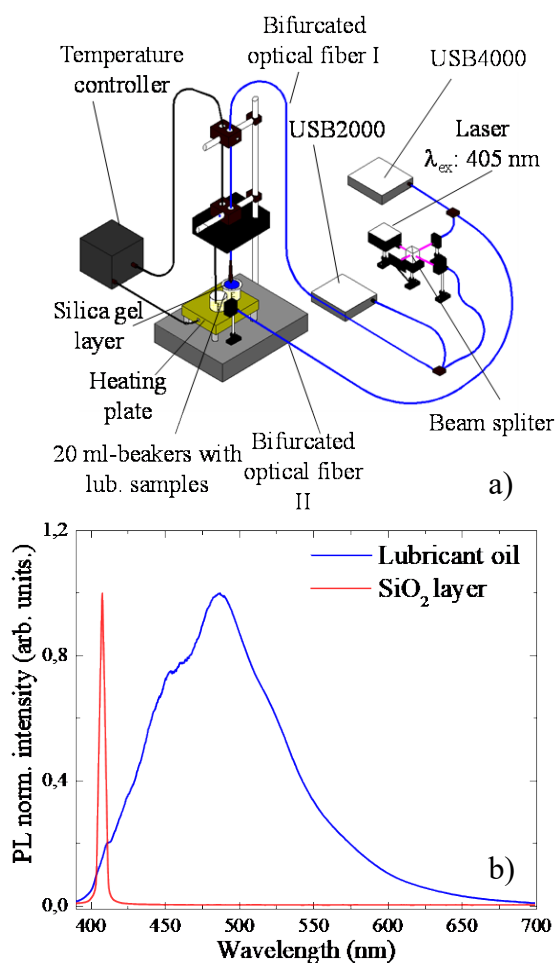 Temperature
controller
Bifurcated
optical fiber I
USB4000
USB2000
Laser
λex: 405 nm
Silica gel
layer
Heating
plate
20 ml-beakers with
lub. samples
Bifurcated
optical fiber
II
Beam spliter
a)
PL norm. intensity (arb. units.)
1,2
0,8
0,4
0,0
Lubricant oil
SiO2 layer
b)
400 450 500 550 600 650 700
Wavelength (nm)